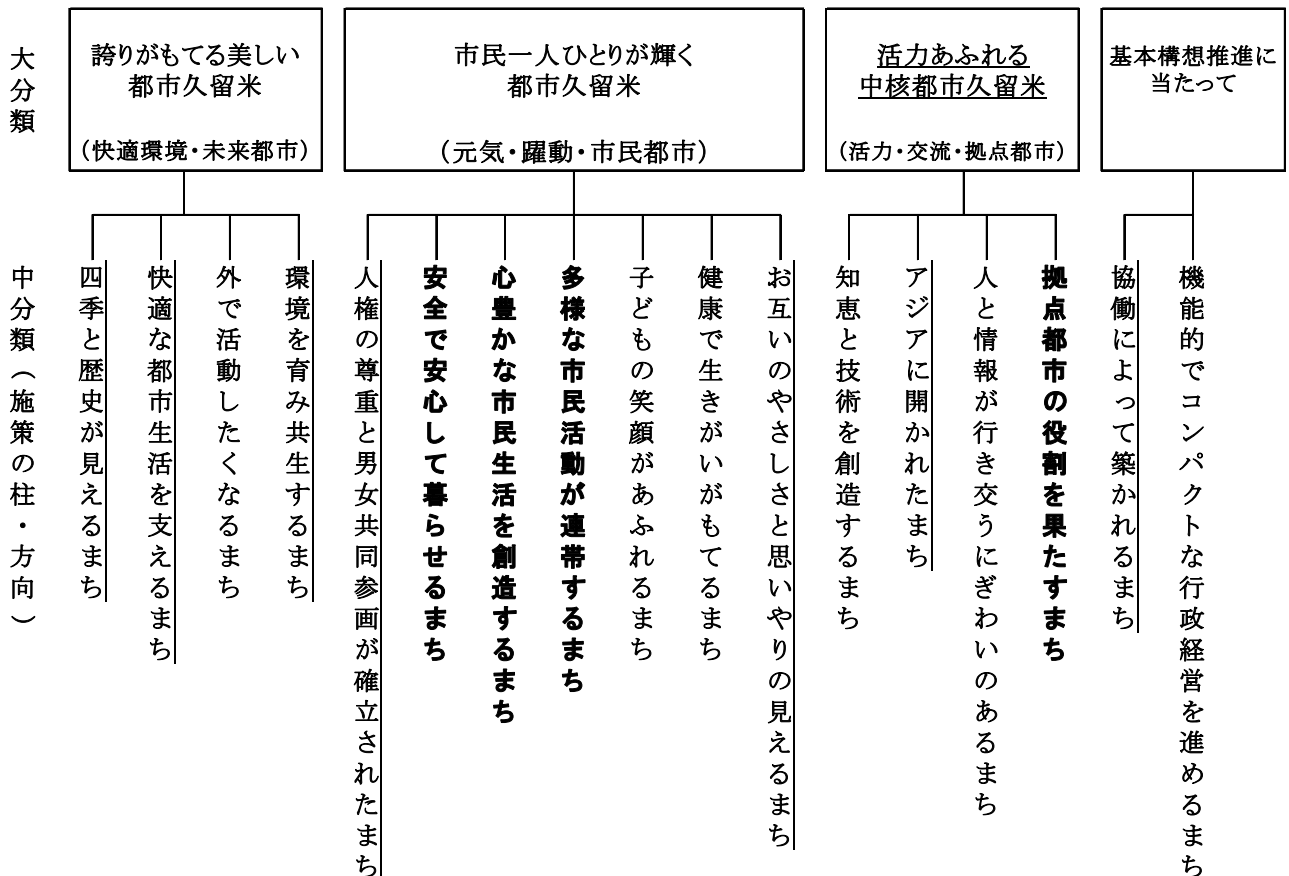 大分類
誇りがもてる美しい
都市久留米
（快適環境・未来都市）
市民一人ひとりが輝く
都市久留米
（元気・躍動・市民都市）
活力あふれる
中核都市久留米
（活力・交流・拠点都市）
基本構想推進に
当たって
中分類（施策の柱・方向）
四季と歴史が見えるまち
快適な都市生活を支えるまち
外で活動したくなるまち
環境を育み共生するまち
人権の尊重と男女共同参画が確立されたまち
安全で安心して暮らせるまち
心豊かな市民生活を創造するまち
多様な市民活動が連帯するまち
子どもの笑顔があふれるまち
健康で生きがいがもてるまち
お互いのやさしさと思いやりの見えるまち
知恵と技術を創造するまち
アジアに開かれたまち
人と情報が行き交うにぎわいのあるまち
拠点都市の役割を果たすまち
協働によって築かれるまち
機能的でコンパクトな行政経営を進めるまち